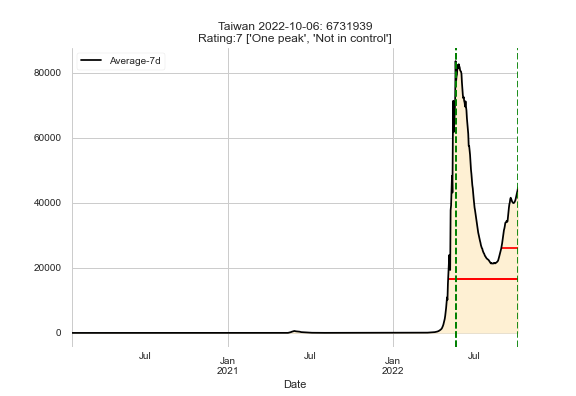 Taiwan 2022-10-06: 6731939
Rating:7 ['One peak', 'Not in control']
Average-7d
80000
60000
40000
20000
0
Jul
Jan
2021
Jul
Jan
2022
Jul
Date